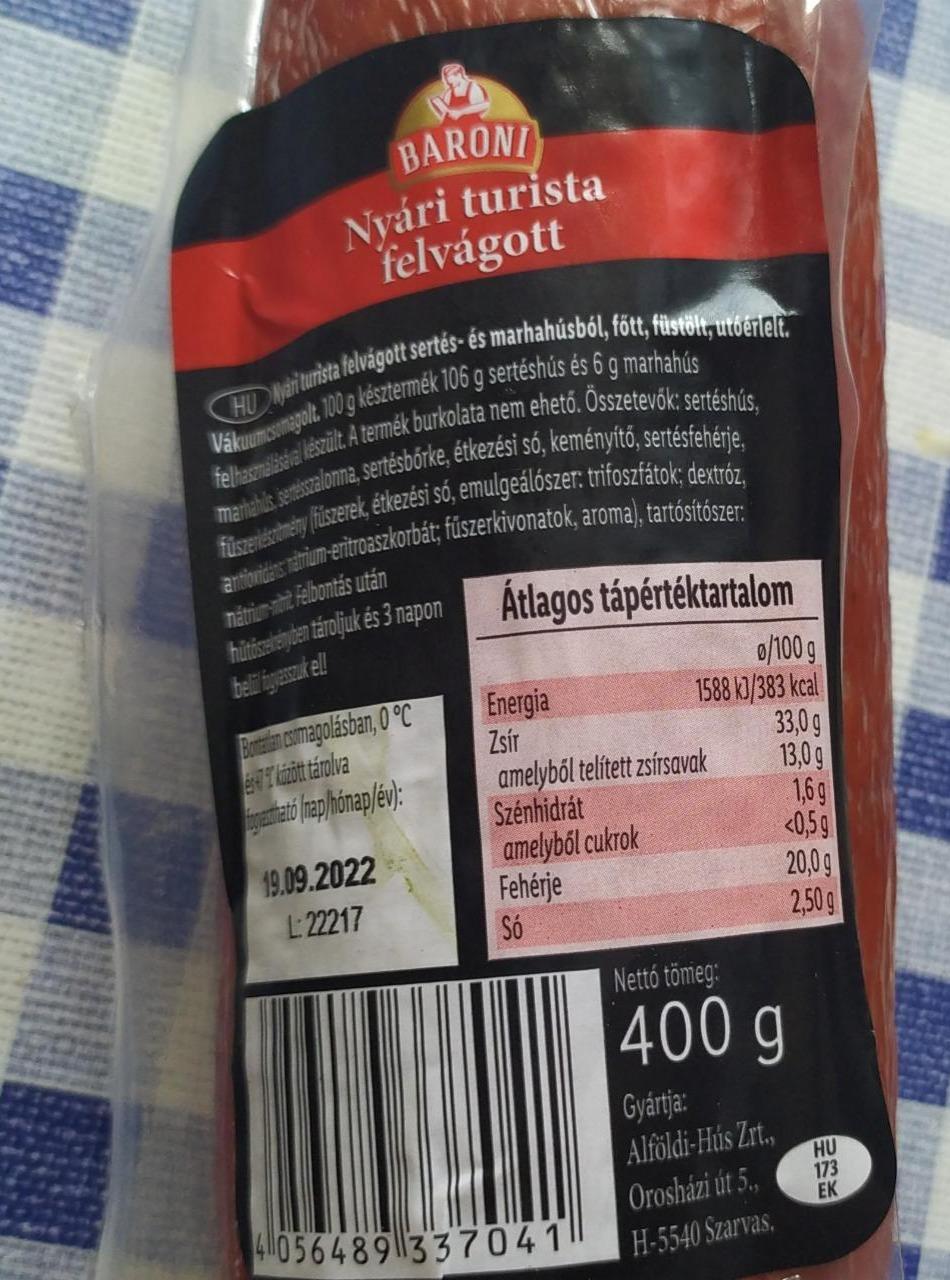 BARONI
Nyári turista
felvágott
HU Nyári turista felvágott sertés- és marhahúsból, főtt, füstölt, utóérlelt.
Vákuumcsomagolt. 100 g késztermék 106 g sertéshús és 6 g marhahús
felhasználásával készült. A termék burkolata nem ehető. Összetevők: sertéshús,
marhahús, sertésszalonna, sertésbőrke, étkezési só, keményítő, sertésfehérje,
fűszerkészítmény (fűszerek, étkezési só, emulgeálószer: trifoszfátok; dextróz,
antioxidáns: nátrium-eritroaszkorbát; fűszerkivonatok, aroma), tartósítószer:
nátrium-nitrit. Felbontás után
hűtőszekrényben tároljuk és 3 napon
belül fogyasszuk el!
Bontatlan csomagolásban, 0 °C
és +7 °C között tárolva
fogyasztható (nap/hónap/év):
19.09.2022
L: 22217
Átlagos tápértéktartalom
ø/100 g
Energia 1588 kJ/383 kcal
Zsír 33,0 g
amelyből telített zsírsavak 13,0 g
Szénhidrát 1,6 g
amelyből cukrok <0,5 g
Fehérje 20,0 g
Só 2,50 g
Nettó tömeg:
400 g
Gyártja:
Alföldi-Hús Zrt.,
Orosházi út 5.,
H-5540 Szarvas.
HU
173
EK
4 056489 337041